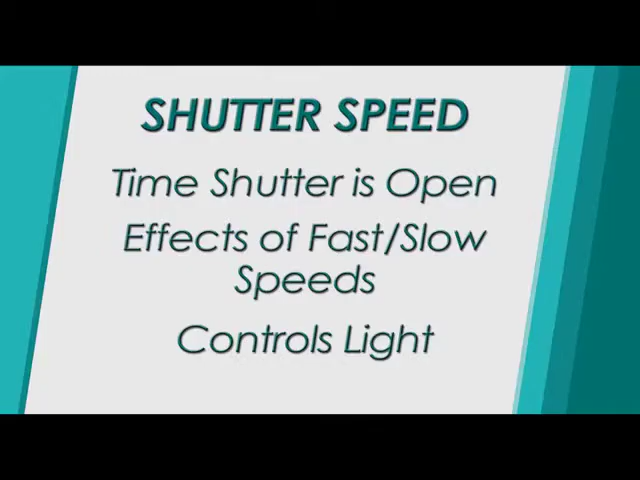 SHUTTER SPEED
Time Shutter is Open
Effects of Fast/Slow
Speeds
Controls Light